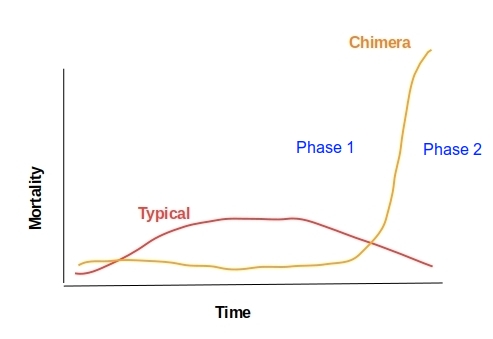 Chimera
Phase 1
Phase 2
Mortality
Typical
Time